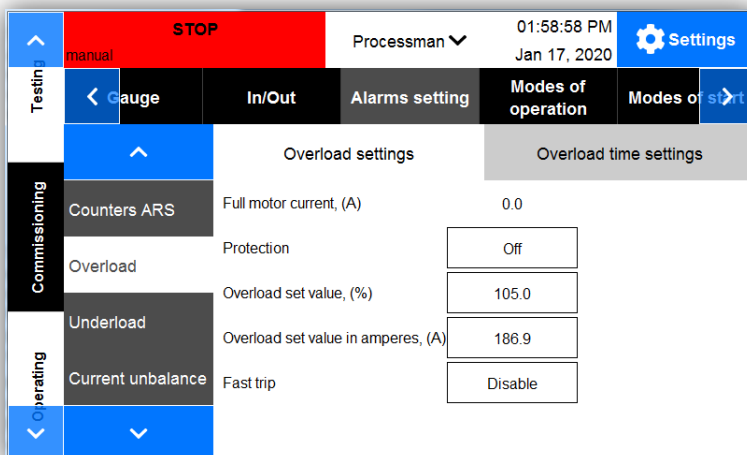 STOP
manual
Processman
01:58:58 PM
Jan 17, 2020
Settings
Testing
Commissioning
Operating
Gauge
In/Out
Alarms setting
Modes of
operation
Modes of start
Overload settings
Overload time settings
Counters ARS
Overload
Underload
Current unbalance
Full motor current, (A)
0.0
Protection
Off
Overload set value, (%)
105.0
Overload set value in amperes, (A)
186.9
Fast trip
Disable